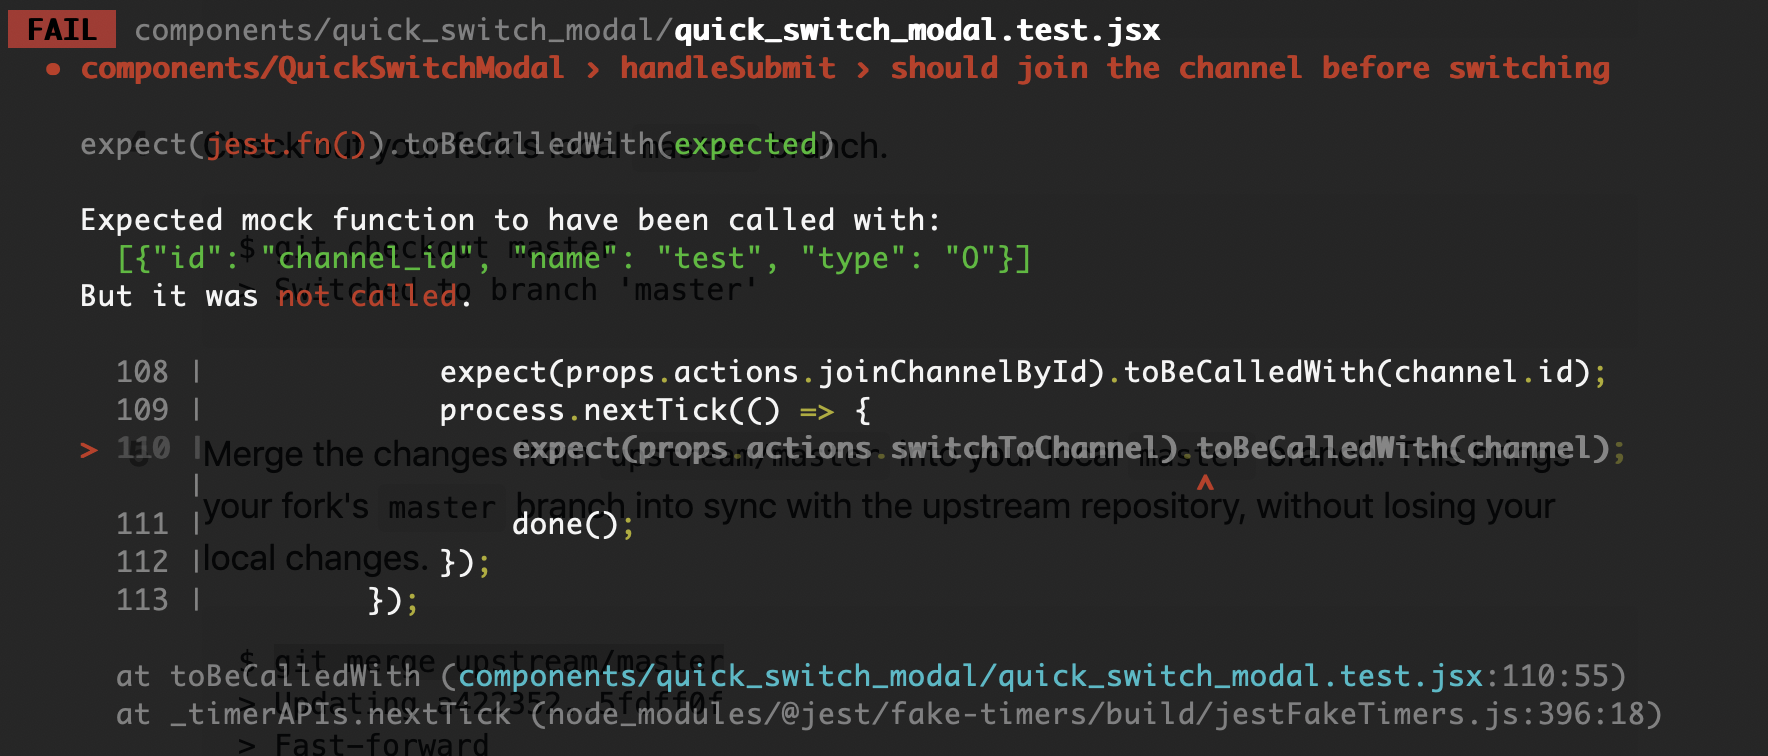 FAIL components/quick_switch_modal/quick_switch_modal.test.jsx
• components/QuickSwitchModal › handleSubmit › should join the channel before switching
expect(jest.fn()).toBeCalledWith(expected)
Check out your fork's local master branch.
Expected mock function to have been called with:
$ git checkout master
[{"id": "channel_id", "name": "test", "type": "O"}]
> Switched to branch 'master'
But it was not called.
108 | expect(props.actions.joinChannelById).toBeCalledWith(channel.id);
109 | process.nextTick(() => {
> 110 | expect(props.actions.switchToChannel).toBeCalledWith(channel);
Merge the changes from upstream/master into your local master branch. This brings
| ^
your fork's master branch into sync with the upstream repository, without losing your
111 | done();
local changes.
112 | });
113 | });
$ git merge upstream/master
at toBeCalledWith (components/quick_switch_modal/quick_switch_modal.test.jsx:110:55)
> Updating a422352..5fdff0f
at _timerAPIs.nextTick (node_modules/@jest/fake-timers/build/jestFakeTimers.js:396:18)
> Fast-forward